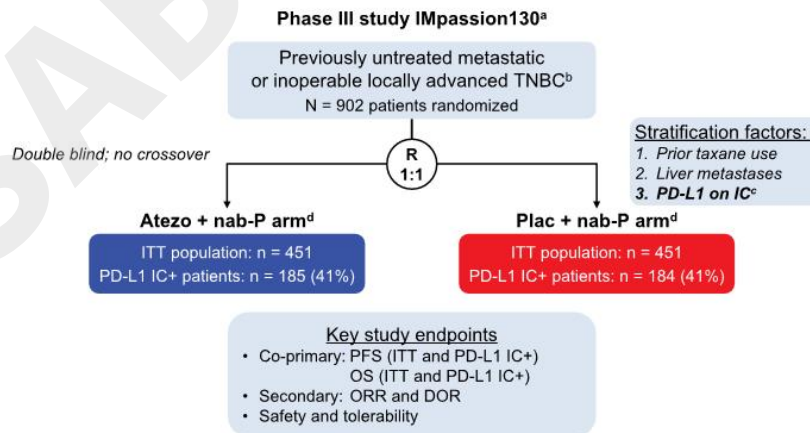 Phase III study IMpassion130ᵃ
Previously untreated metastatic
or inoperable locally advanced TNBCᵇ
N = 902 patients randomized
Double blind; no crossover
R
1:1
Stratification factors:
1. Prior taxane use
2. Liver metastases
3. PD-L1 on ICᶜ
Atezo + nab-P armᵈ
ITT population: n = 451
PD-L1 IC+ patients: n = 185 (41%)
Plac + nab-P armᵈ
ITT population: n = 451
PD-L1 IC+ patients: n = 184 (41%)
Key study endpoints
• Co-primary: PFS (ITT and PD-L1 IC+)
OS (ITT and PD-L1 IC+)
• Secondary: ORR and DOR
• Safety and tolerability